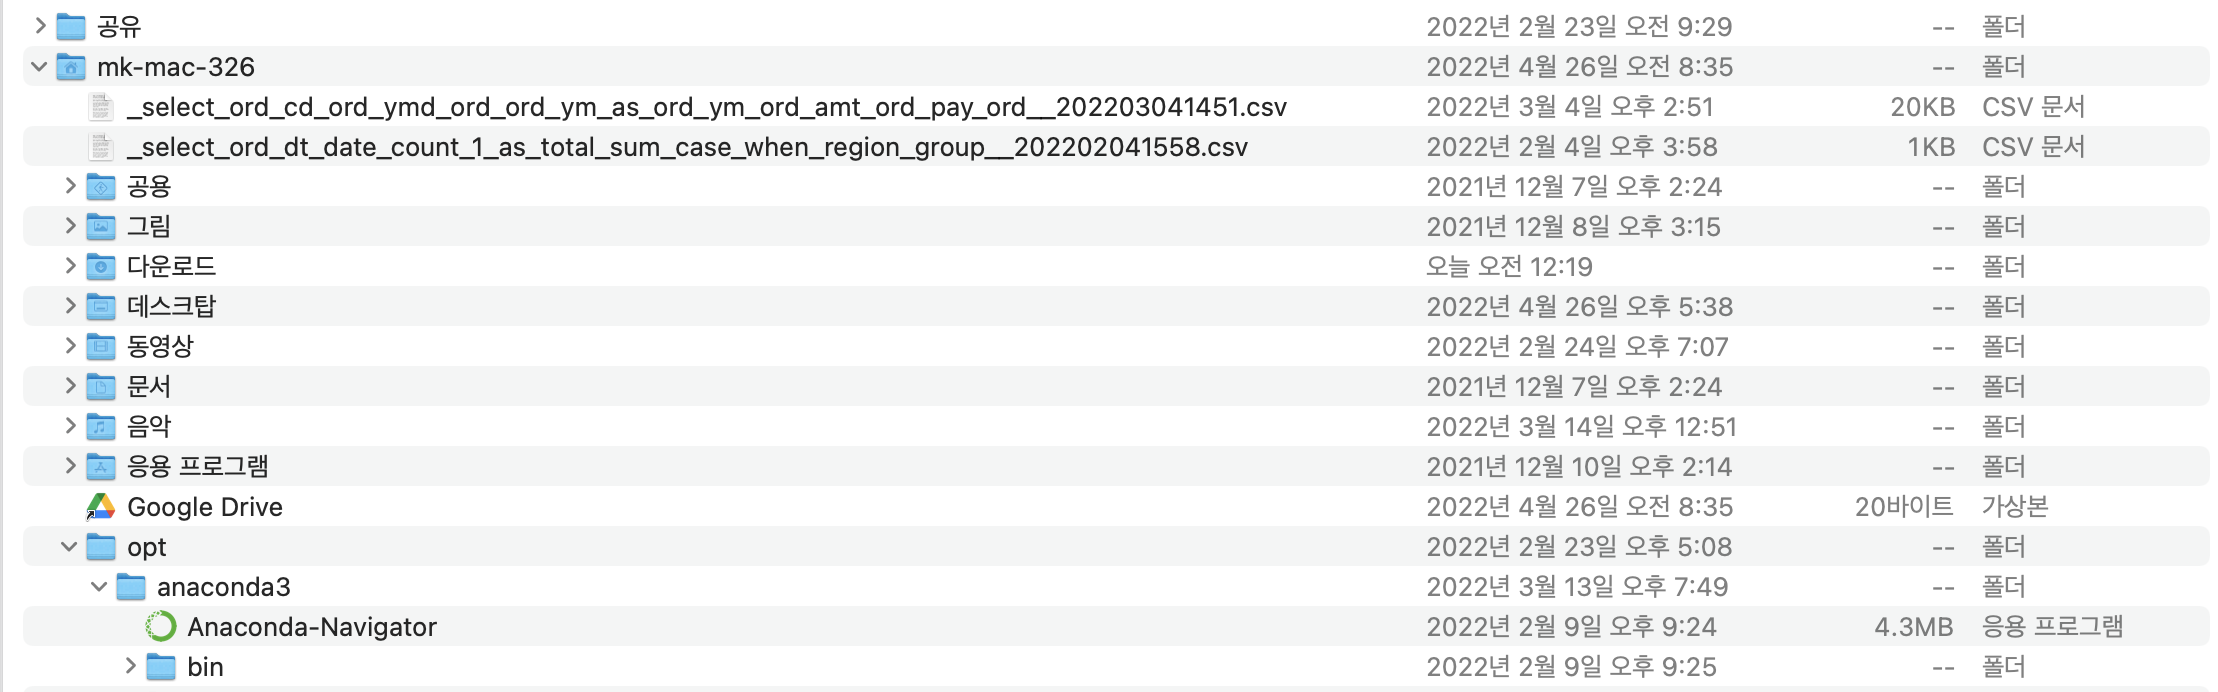 공유 2022년 2월 23일 오전 9:29 -- 폴더
mk-mac-326 2022년 4월 26일 오전 8:35 -- 폴더
_select_ord_cd_ord_ymd_ord_ord_ym_as_ord_ym_ord_amt_ord_pay_ord__202203041451.csv 2022년 3월 4일 오후 2:51 20KB CSV 문서
_select_ord_dt_date_count_1_as_total_sum_case_when_region_group__202202041558.csv 2022년 2월 4일 오후 3:58 1KB CSV 문서
공용 2021년 12월 7일 오후 2:24 -- 폴더
그림 2021년 12월 8일 오후 3:15 -- 폴더
다운로드 오늘 오전 12:19 -- 폴더
데스크탑 2022년 4월 26일 오후 5:38 -- 폴더
동영상 2022년 2월 24일 오후 7:07 -- 폴더
문서 2021년 12월 7일 오후 2:24 -- 폴더
음악 2022년 3월 14일 오후 12:51 -- 폴더
응용 프로그램 2021년 12월 10일 오후 2:14 -- 폴더
Google Drive 2022년 4월 26일 오전 8:35 20바이트 가상본
opt 2022년 2월 23일 오후 5:08 -- 폴더
anaconda3 2022년 3월 13일 오후 7:49 -- 폴더
Anaconda-Navigator 2022년 2월 9일 오후 9:24 4.3MB 응용 프로그램
bin 2022년 2월 9일 오후 9:25 -- 폴더